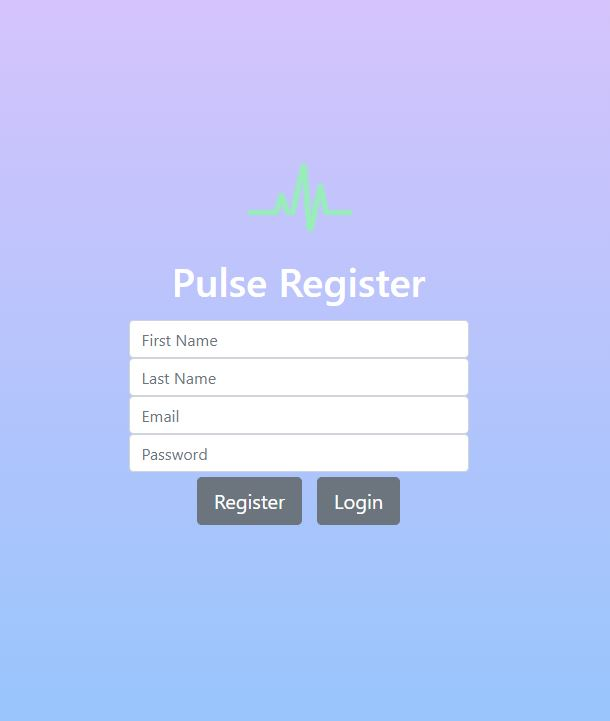 Pulse Register
First Name
Last Name
Email
Password
Register Login